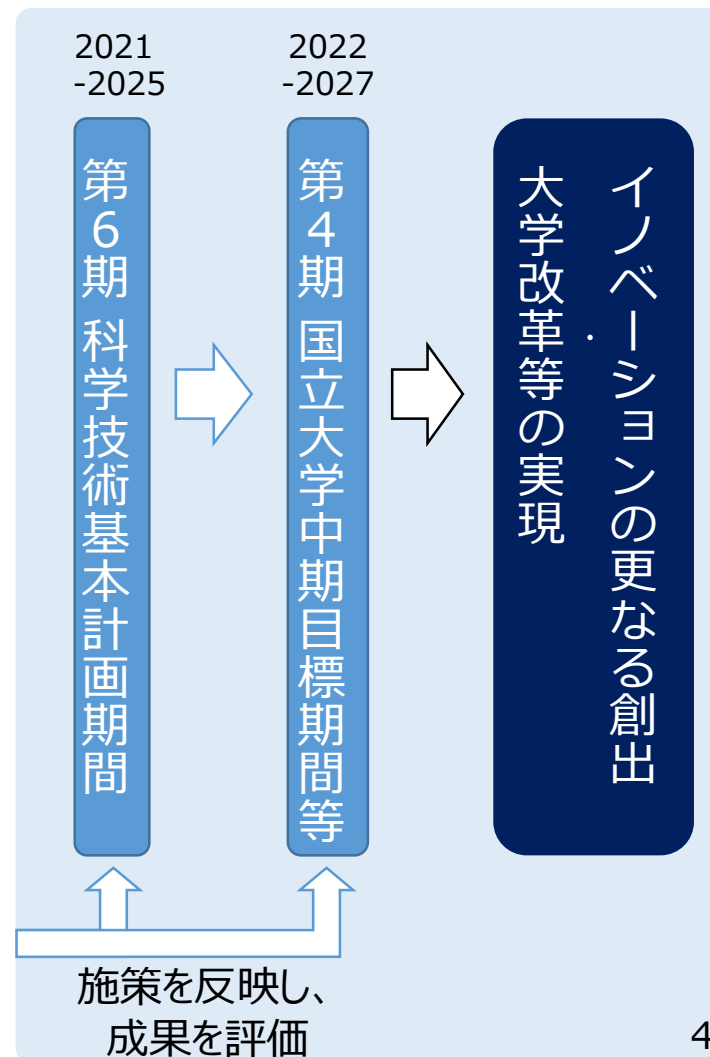 2021
-2025
2022
-2027
第6期 科学技術基本計画期間
第4期 国立大学中期目標期間等
イノベーションの更なる創出・
大学改革等の実現
施策を反映し、
成果を評価
4